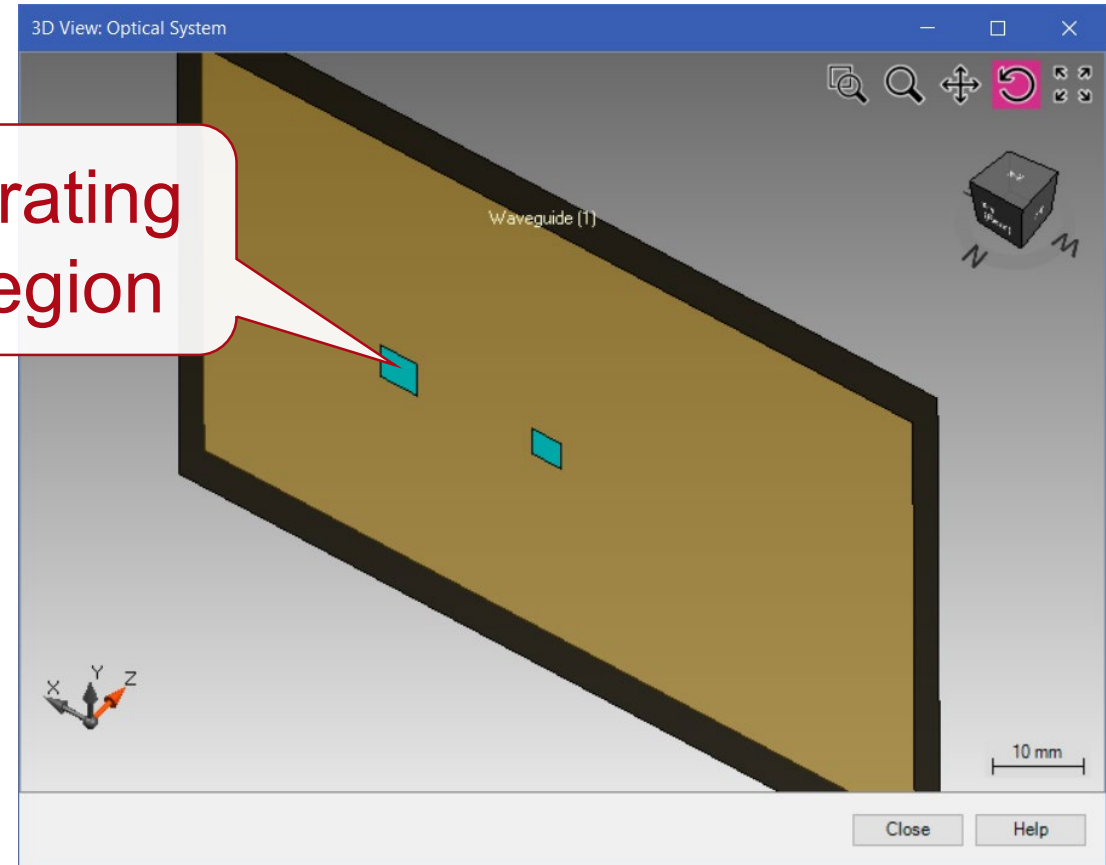 3D View: Optical System
rating
egion
Waveguide (1)
N
M
X
Y
Z
10 mm
Close
Help